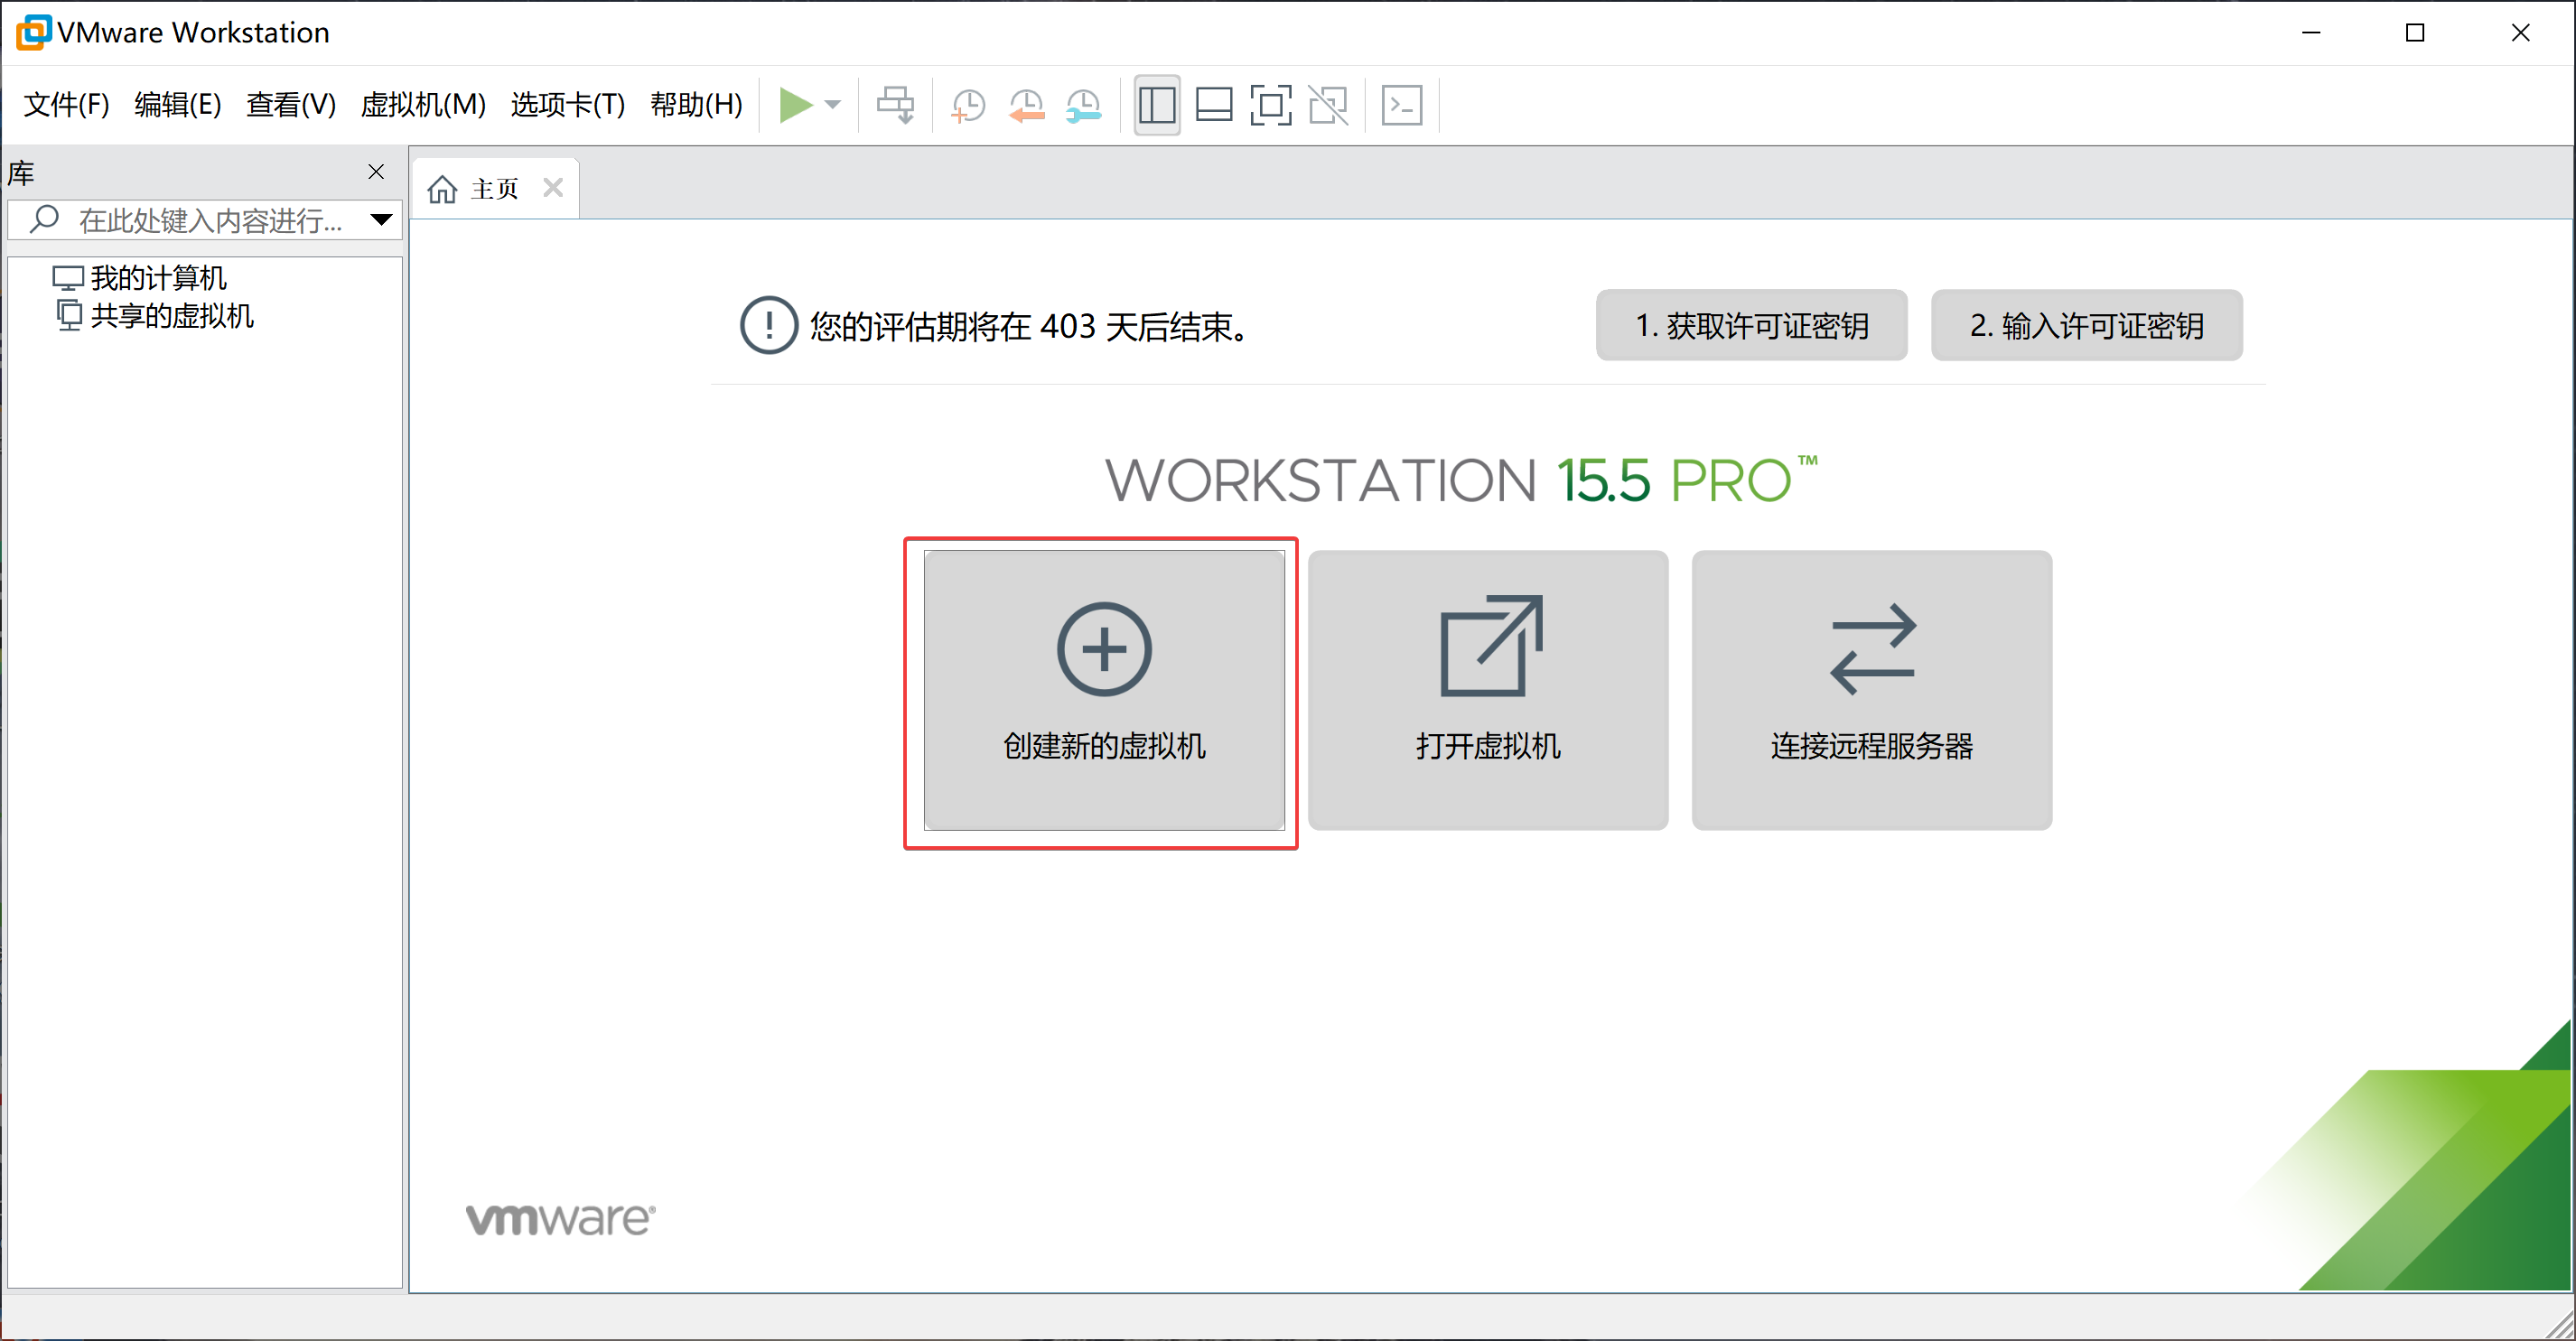 VMware Workstation
文件(F) 编辑(E) 查看(V) 虚拟机(M) 选项卡(T) 帮助(H)
库
在此处键入内容进行...
我的计算机
共享的虚拟机
主页
您的评估期将在 403 天后结束。
1. 获取许可证密钥
2. 输入许可证密钥
WORKSTATION 15.5 PRO™
创建新的虚拟机
打开虚拟机
连接远程服务器
vmware®